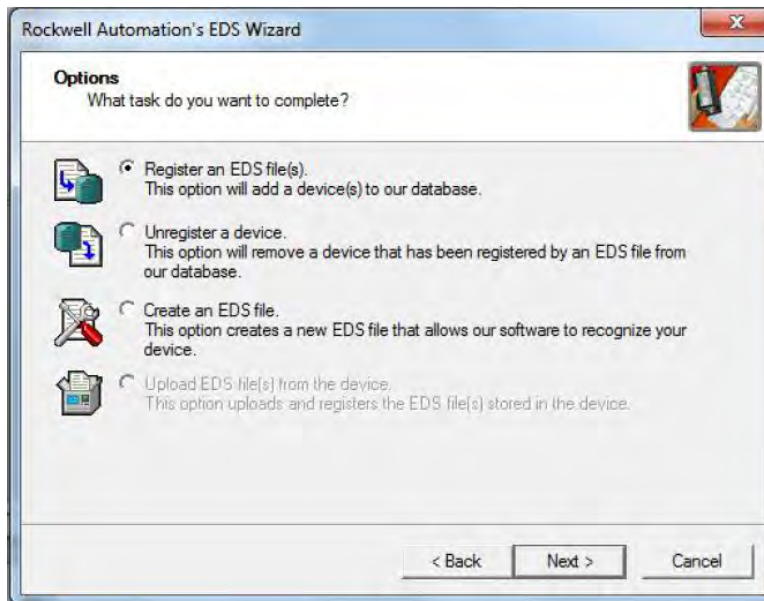 Rockwell Automation's EDS Wizard
Options
What task do you want to complete?
Register an EDS file(s).
This option will add a device(s) to our database.
Unregister a device.
This option will remove a device that has been registered by an EDS file from
our database.
Create an EDS file.
This option creates a new EDS file that allows our software to recognize your
device.
Upload EDS file(s) from the device.
This option uploads and registers the EDS file(s) stored in the device.
< Back
Next >
Cancel